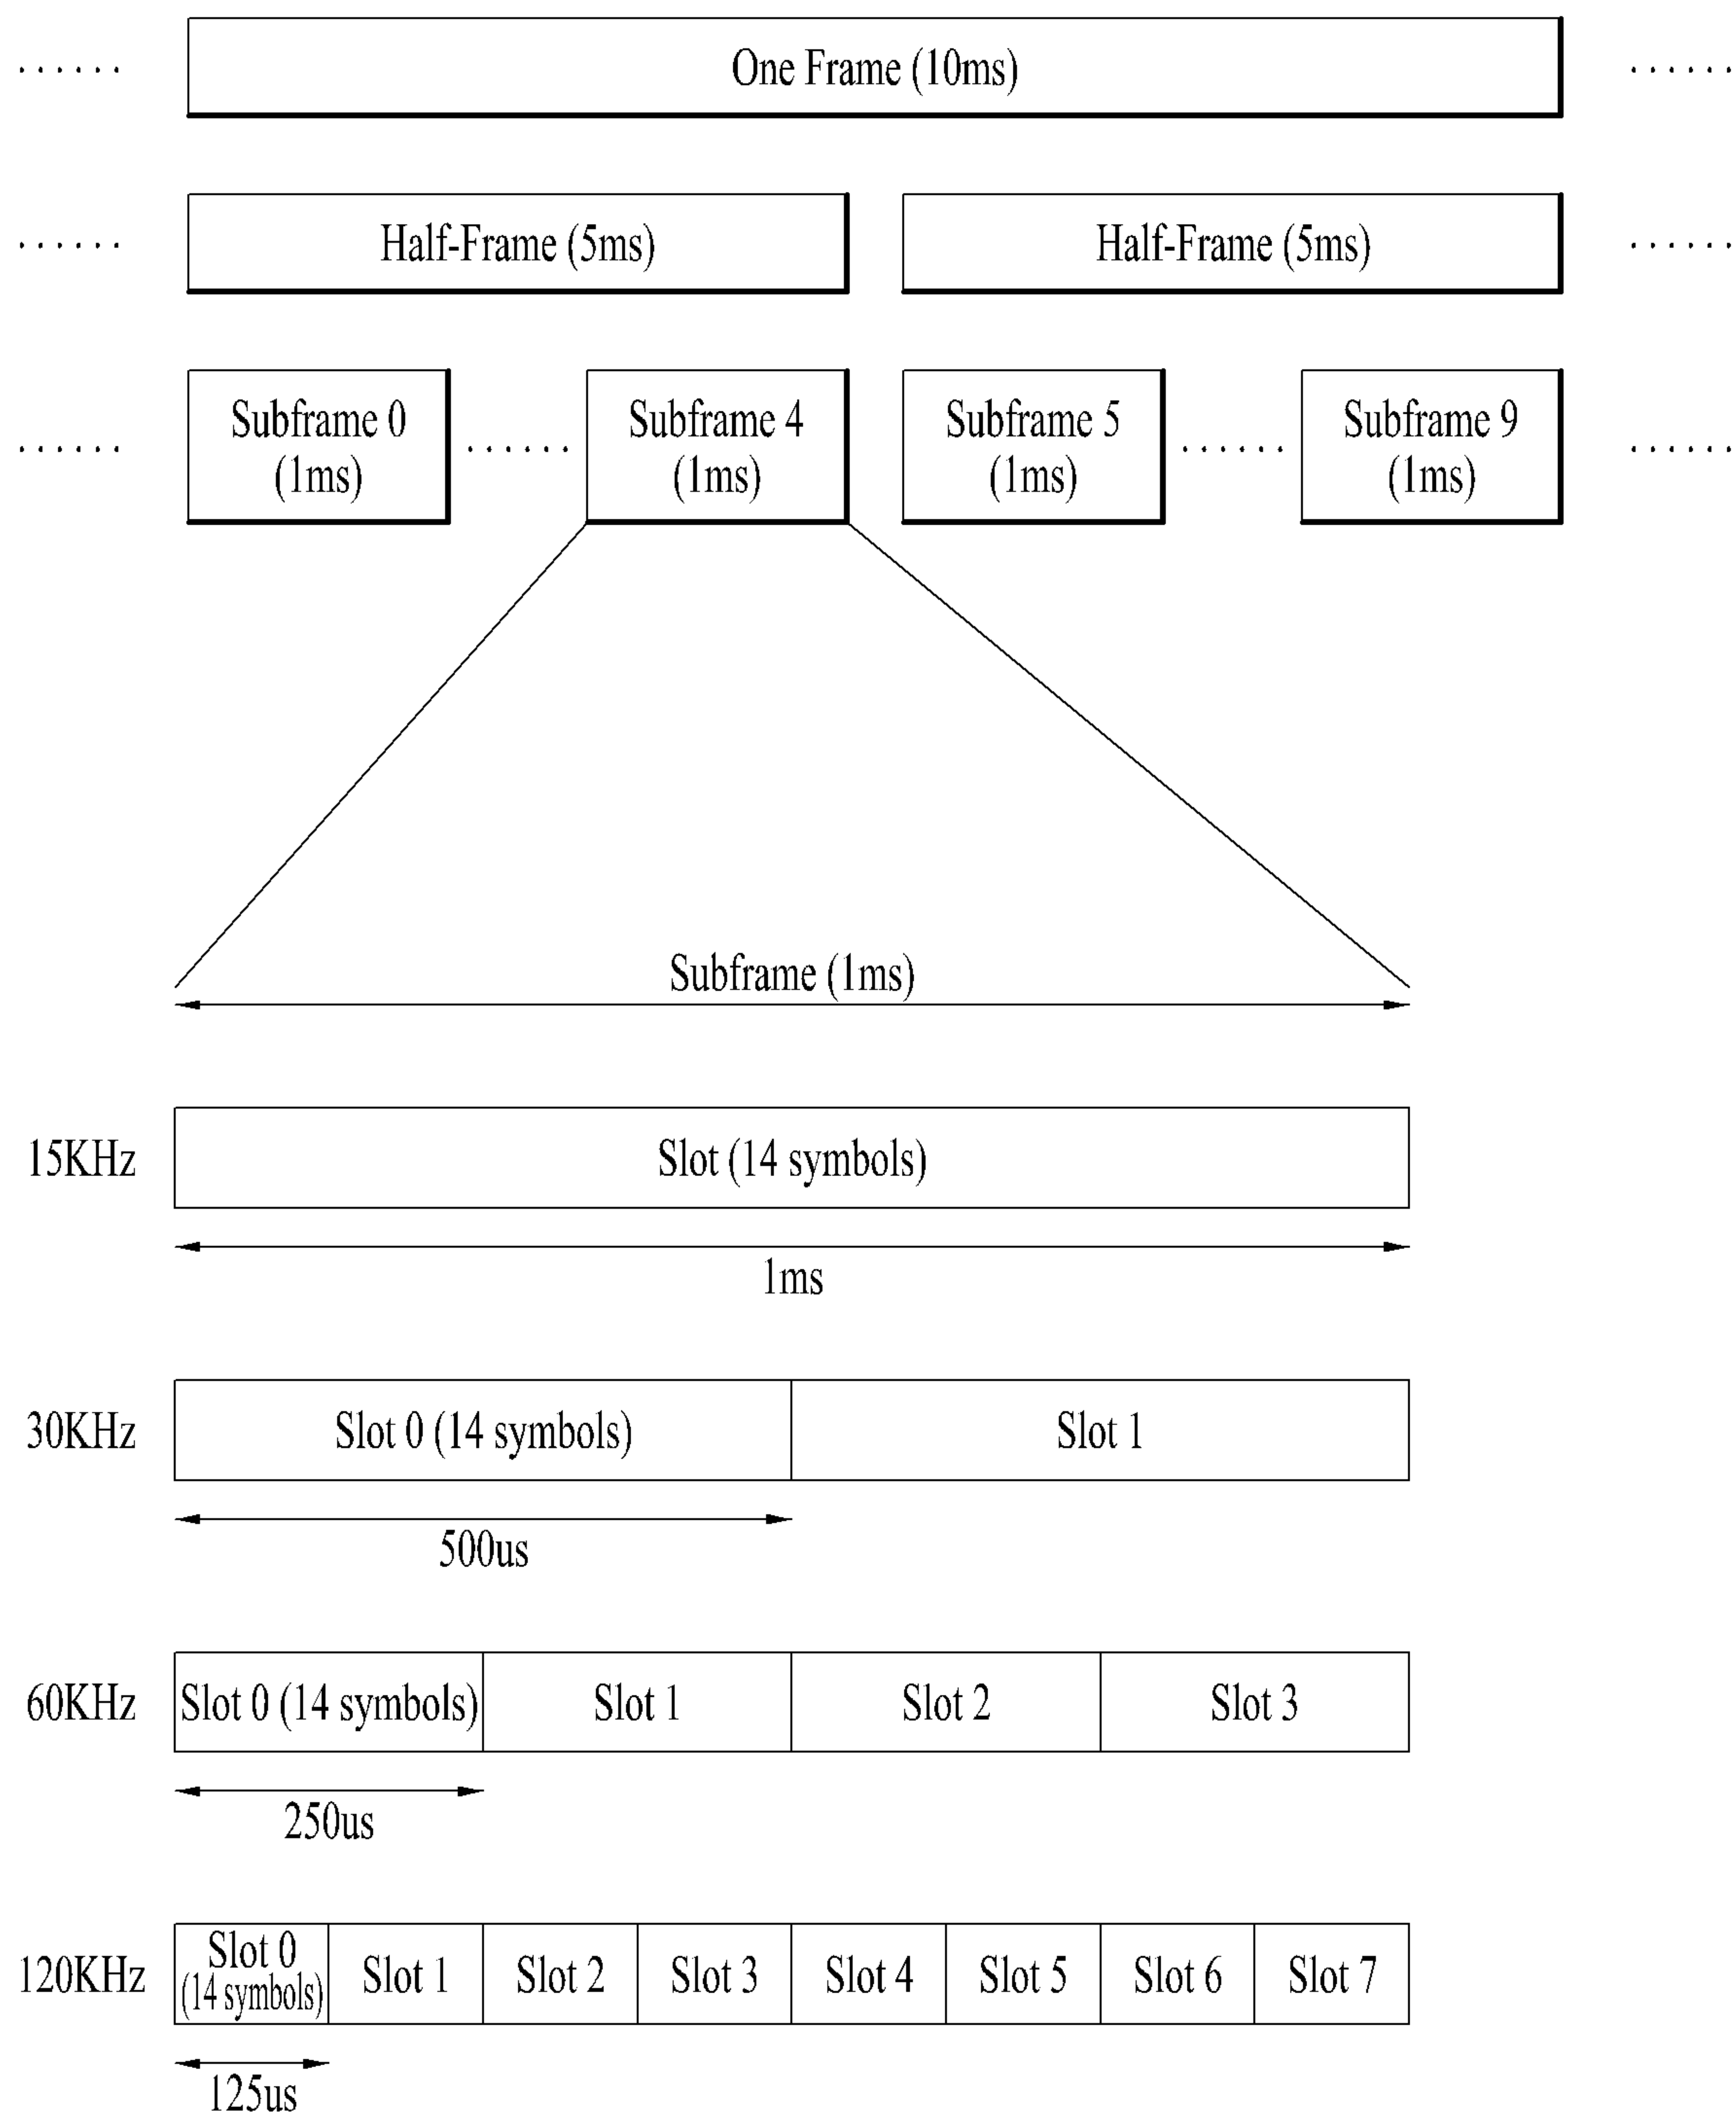 ...... One Frame (10ms) ......
...... Half-Frame (5ms) Half-Frame (5ms) ......
Subframe 0 Subframe 4 Subframe 5 Subframe 9
...... (1ms) ...... (1ms) (1ms) ...... (1ms) ......
Subframe (1ms)
15KHz Slot (14 symbols)
1ms
30KHz Slot 0 (14 symbols) Slot 1
500us
60KHz Slot 0 (14 symbols) Slot 1 Slot 2 Slot 3
250us
120KHz Slot 0 (14 symbols) Slot 1 Slot 2 Slot 3 Slot 4 Slot 5 Slot 6 Slot 7
125us